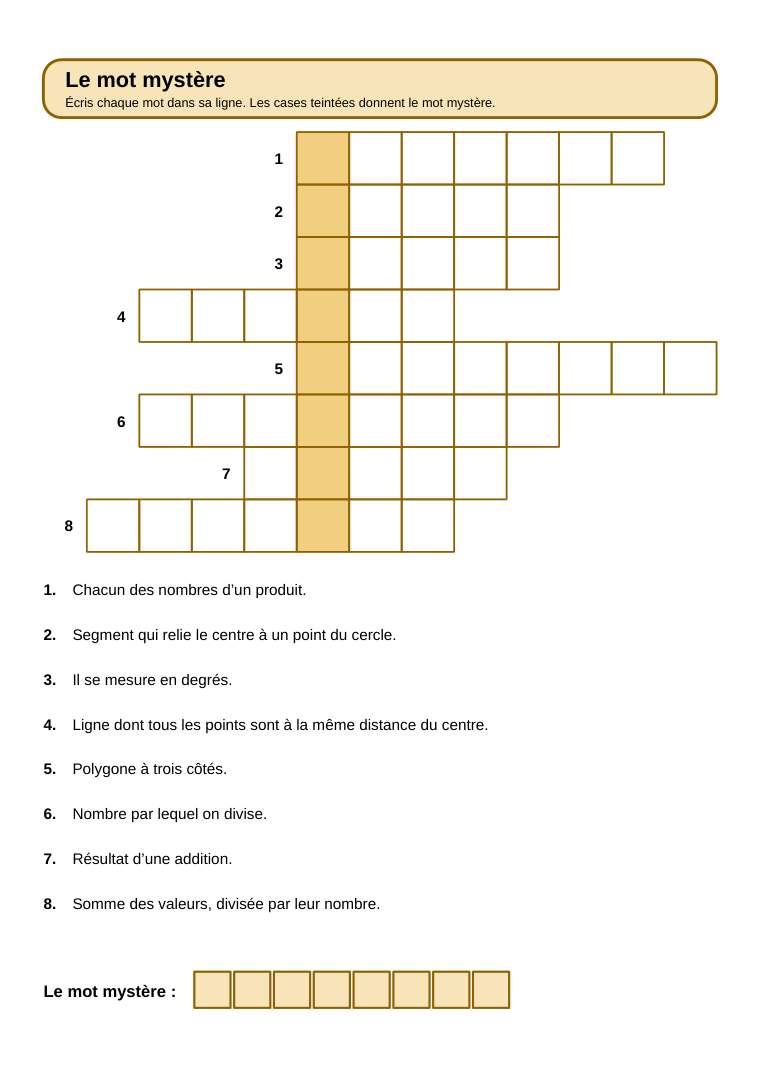 Le mot mystère
Écris chaque mot dans sa ligne. Les cases teintées donnent le mot mystère.
1
2
3
4
5
6
7
8
1. Chacun des nombres d’un produit.
2. Segment qui relie le centre à un point du cercle.
3. Il se mesure en degrés.
4. Ligne dont tous les points sont à la même distance du centre.
5. Polygone à trois côtés.
6. Nombre par lequel on divise.
7. Résultat d’une addition.
8. Somme des valeurs, divisée par leur nombre.
Le mot mystère :